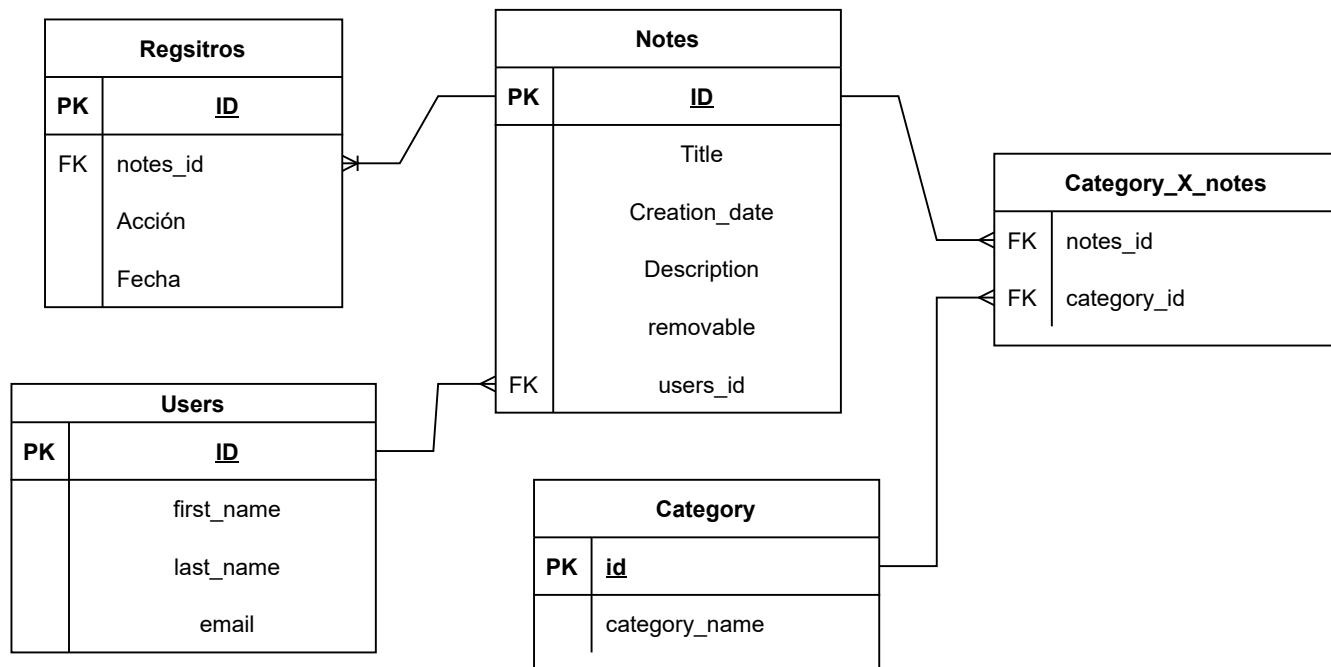 Regsitros
PK ID
FK notes_id
Acción
Fecha
Notes
PK ID
Title
Creation_date
Description
removable
FK users_id
Category_X_notes
FK notes_id
FK category_id
Users
PK ID
first_name
last_name
email
Category
PK id
category_name